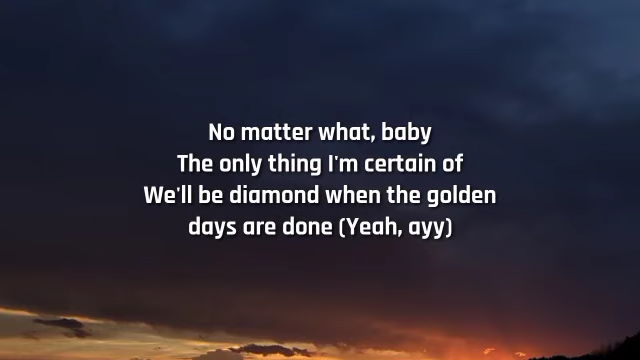 No matter what, baby
The only thing I'm certain of
We'll be diamond when the golden
days are done (Yeah, ayy)